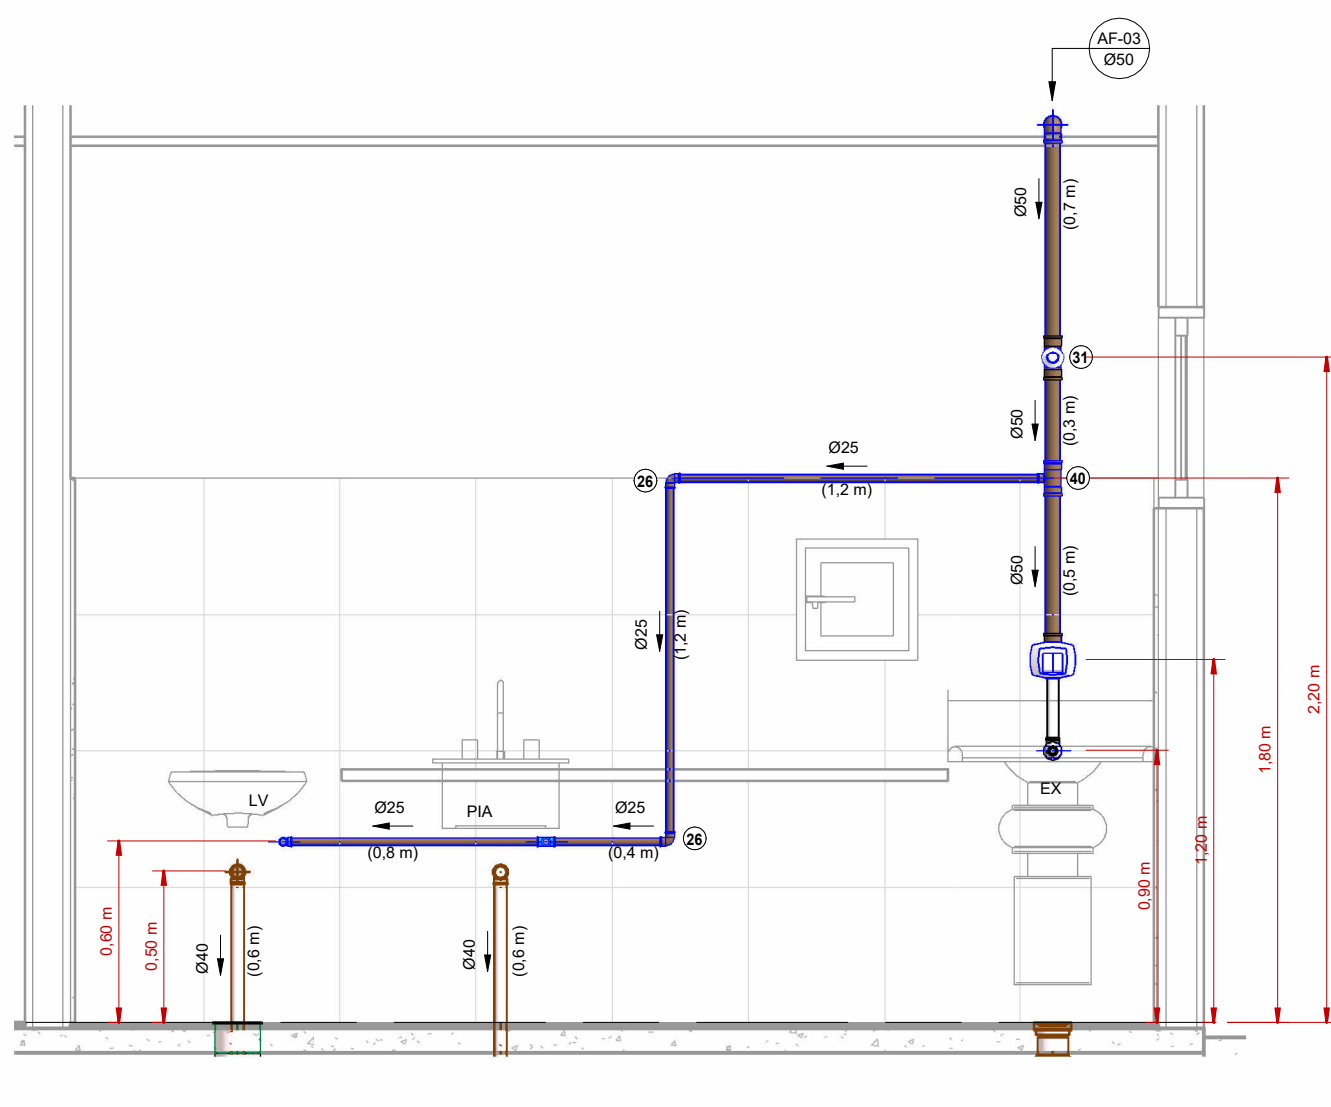 AF-03
Ø50
Ø50
(0,7 m)
31
Ø50
(0,3 m)
Ø25
(1,2 m)
26
40
Ø50
(0,5 m)
Ø25
(1,2 m)
2,20 m
1,80 m
LV
PIA
EX
Ø25
(0,8 m)
Ø25
(0,4 m)
26
1,20 m
0,90 m
0,60 m
0,50 m
Ø40
(0,6 m)
Ø40
(0,6 m)